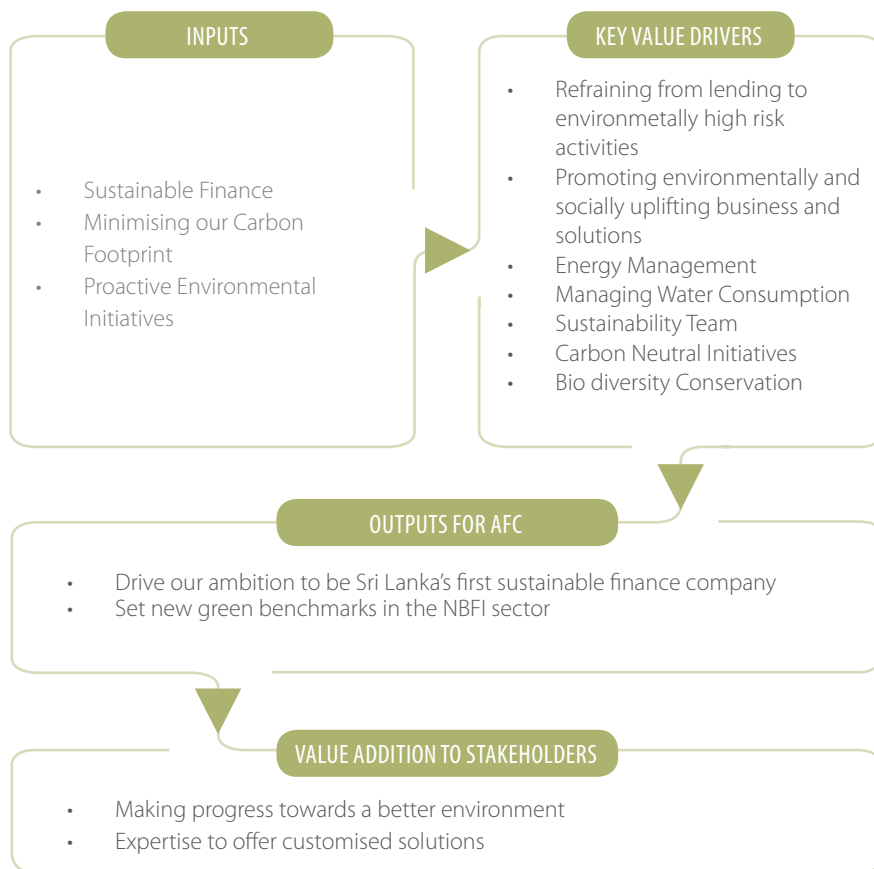 INPUTS
• Sustainable Finance
• Minimising our Carbon
Footprint
• Proactive Environmental
Initiatives
KEY VALUE DRIVERS
• Refraining from lending to
environmetally high risk
activities
• Promoting environmentally and
socially uplifting business and
solutions
• Energy Management
• Managing Water Consumption
• Sustainability Team
• Carbon Neutral Initiatives
• Bio diversity Conservation
OUTPUTS FOR AFC
• Drive our ambition to be Sri Lanka's first sustainable finance company
• Set new green benchmarks in the NBFI sector
VALUE ADDITION TO STAKEHOLDERS
• Making progress towards a better environment
• Expertise to offer customised solutions